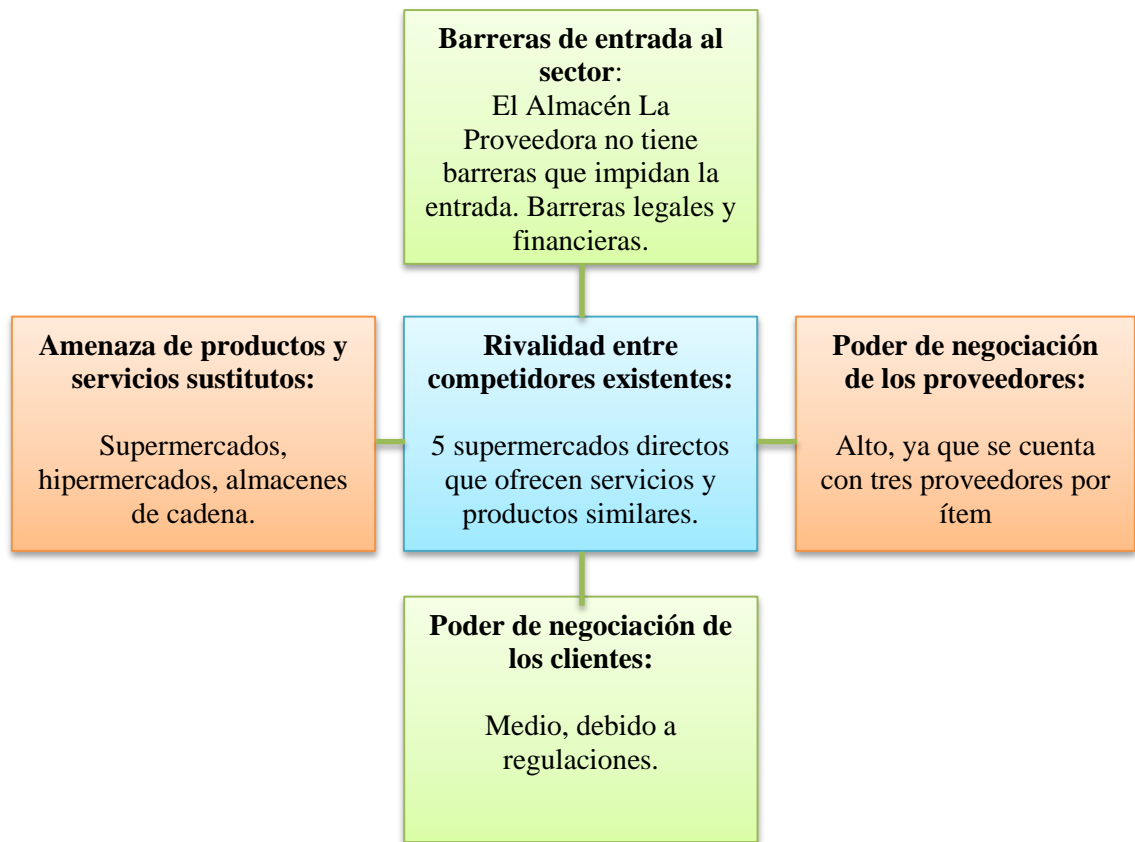 Barreras de entrada al
sector:
El Almacén La
Proveedora no tiene
barreras que impidan la
entrada. Barreras legales y
financieras.
Amenaza de productos y
servicios sustitutos:
Supermercados,
hipermercados, almacenes
de cadena.
Rivalidad entre
competidores existentes:
5 supermercados directos
que ofrecen servicios y
productos similares.
Poder de negociación
de los proveedores:
Alto, ya que se cuenta
con tres proveedores por
ítem
Poder de negociación de
los clientes:
Medio, debido a
regulaciones.